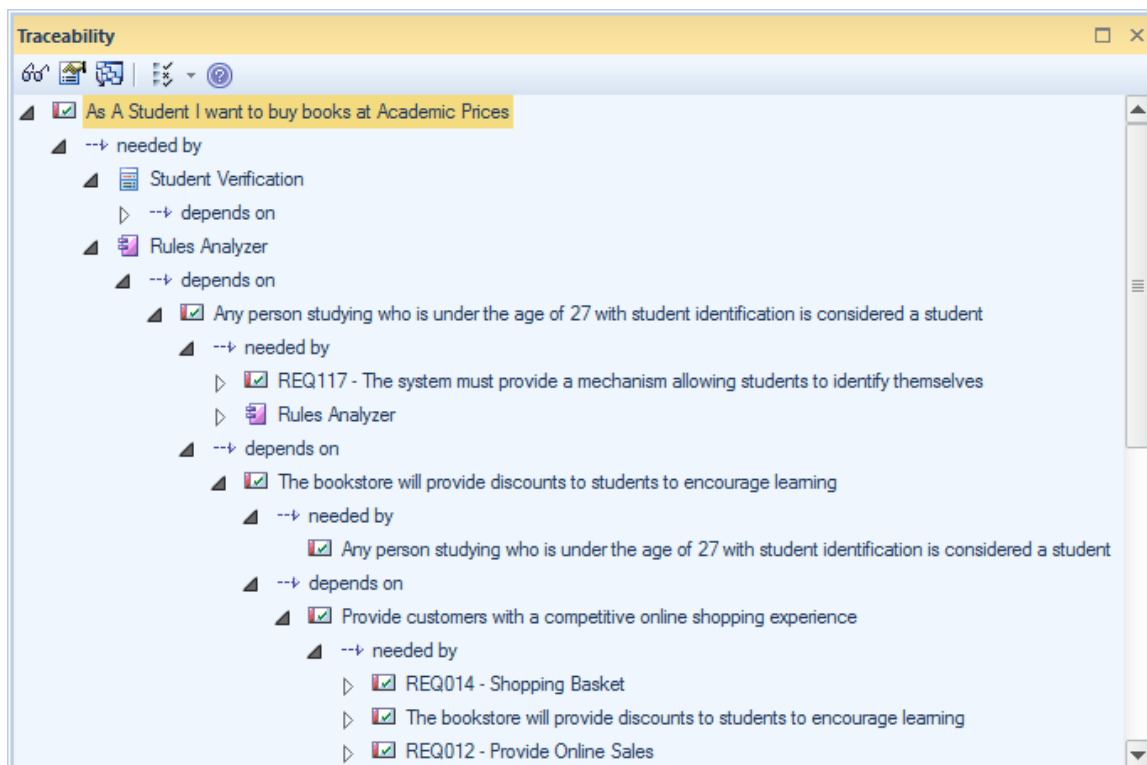 Traceability
As A Student I want to buy books at Academic Prices
needed by
Student Verification
depends on
Rules Analyzer
depends on
Any person studying who is under the age of 27 with student identification is considered a student
needed by
REQ117 - The system must provide a mechanism allowing students to identify themselves
Rules Analyzer
depends on
The bookstore will provide discounts to students to encourage learning
needed by
Any person studying who is under the age of 27 with student identification is considered a student
depends on
Provide customers with a competitive online shopping experience
needed by
REQ014 - Shopping Basket
The bookstore will provide discounts to students to encourage learning
REQ012 - Provide Online Sales